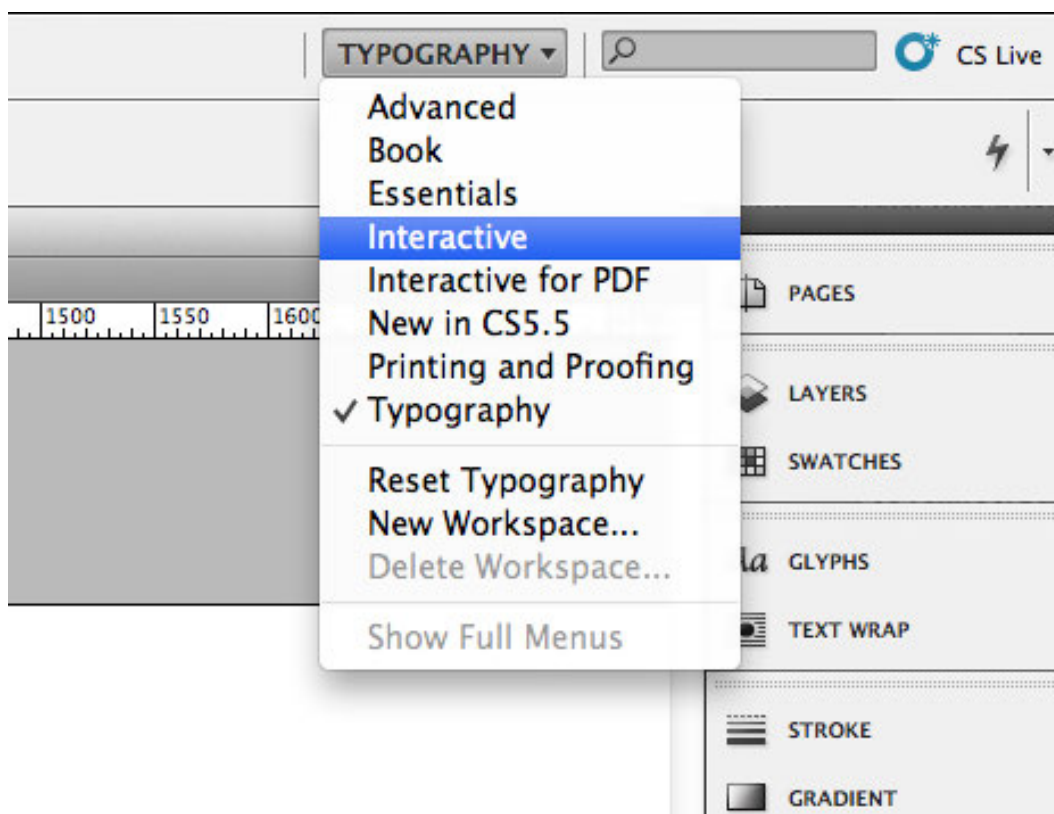 TYPOGRAPHY
CS Live
Advanced
Book
Essentials
Interactive
Interactive for PDF
New in CS5.5
Printing and Proofing
Typography
Reset Typography
New Workspace...
Delete Workspace...
Show Full Menus
1500 1550 1600
PAGES
LAYERS
SWATCHES
GLYPHS
TEXT WRAP
STROKE
GRADIENT